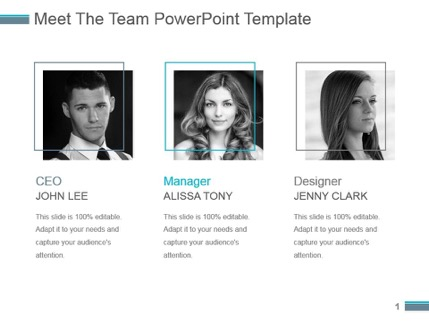 Meet The Team PowerPoint Template
CEO
JOHN LEE
This slide is 100% editable.
Adapt it to your needs and
capture your audience's
attention.
Manager
ALISSA TONY
This slide is 100% editable.
Adapt it to your needs and
capture your audience's
attention.
Designer
JENNY CLARK
This slide is 100% editable.
Adapt it to your needs and
capture your audience's
attention.
1